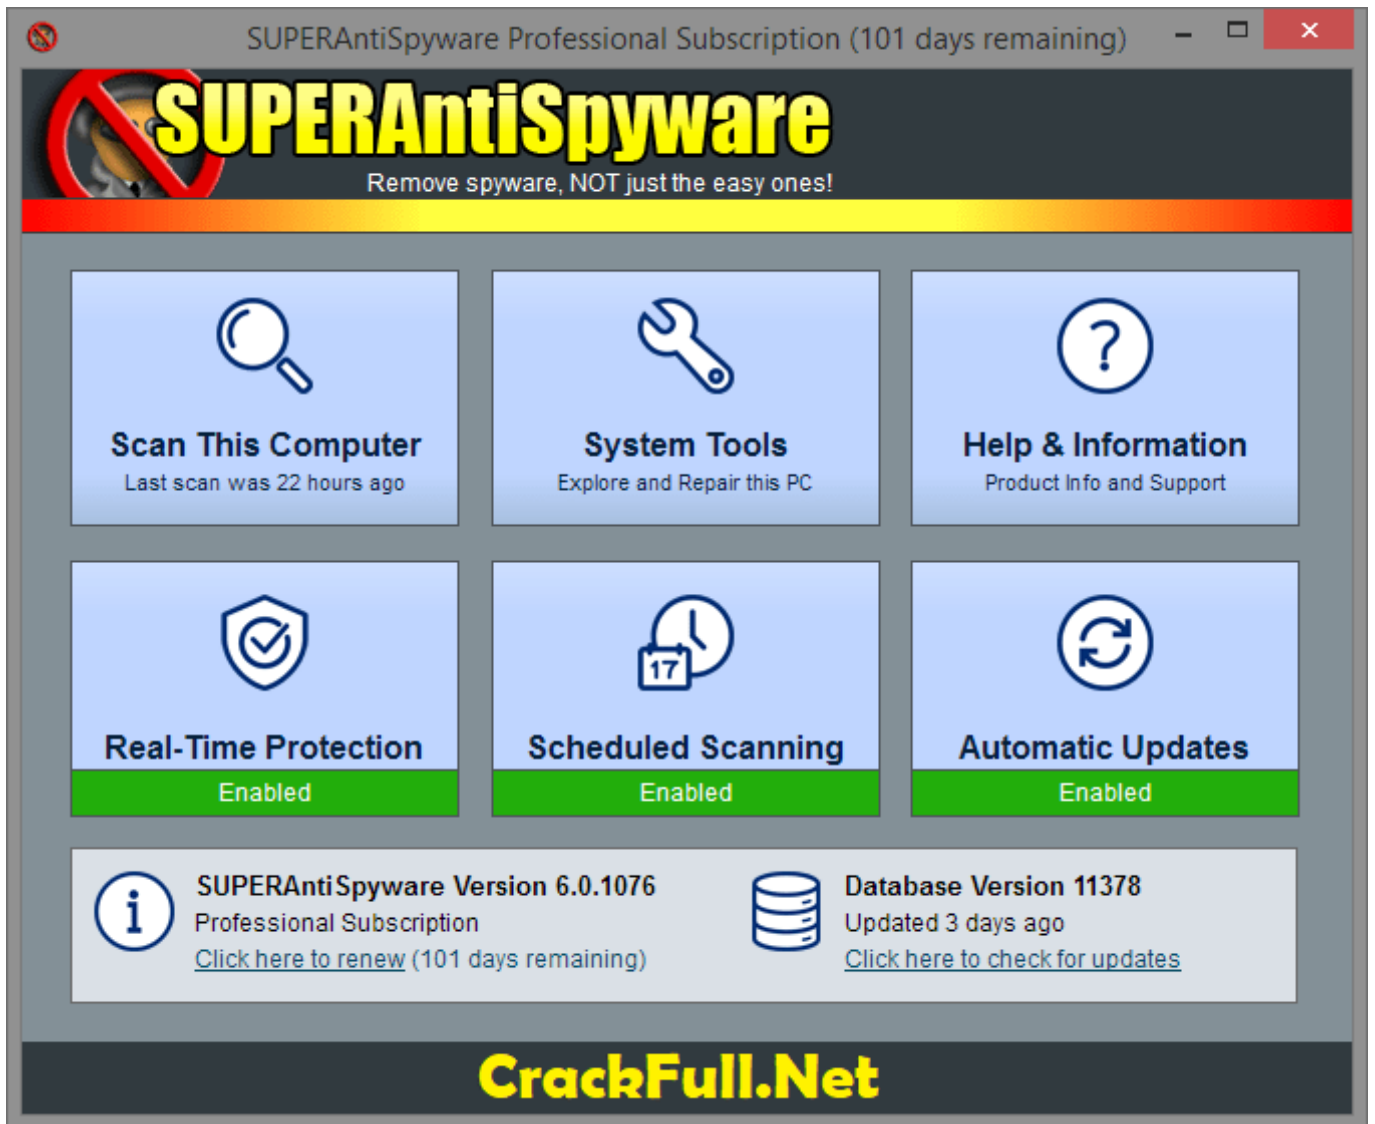 SUPERAntiSpyware Professional Subscription (101 days remaining)
SUPERAntiSpyware
Remove spyware, NOT just the easy ones!
Scan This Computer
Last scan was 22 hours ago
System Tools
Explore and Repair this PC
Help & Information
Product Info and Support
Real-Time Protection
Enabled
17
Scheduled Scanning
Enabled
Automatic Updates
Enabled
SUPERAntiSpyware Version 6.0.1076
Professional Subscription
Click here to renew (101 days remaining)
Database Version 11378
Updated 3 days ago
Click here to check for updates
CrackFull.Net